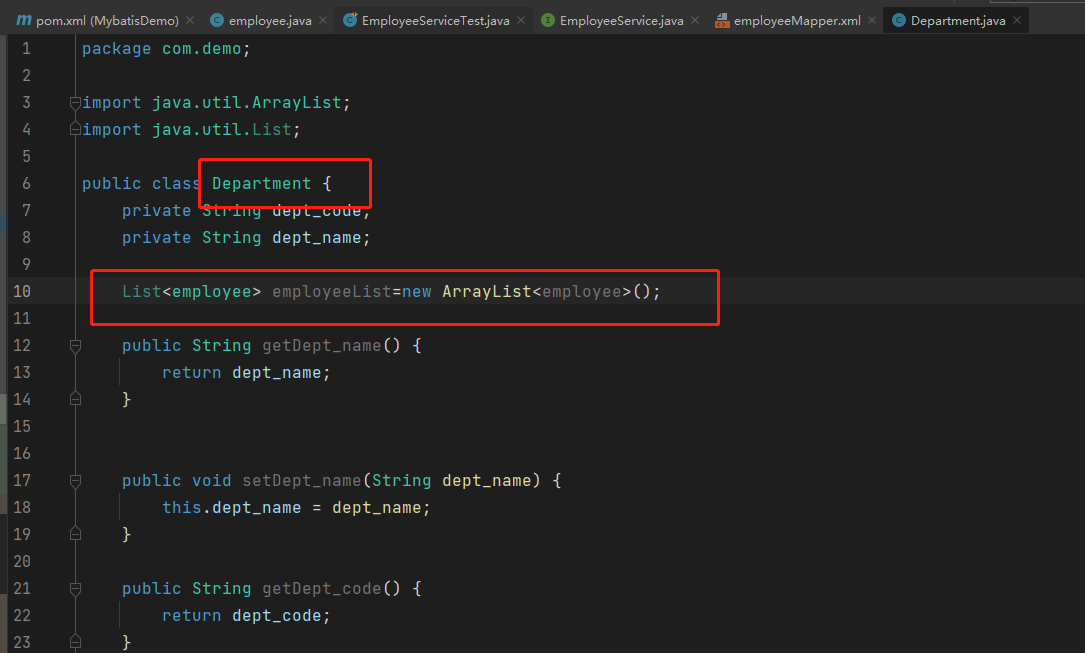 pom.xml (MybatisDemo) employee.java EmployeeServiceTest.java EmployeeService.java employeeMapper.xml Department.java
1 package com.demo;
2
3 import java.util.ArrayList;
4 import java.util.List;
5
6 public class Department {
7 private String dept_code;
8 private String dept_name;
9
10 List<employee> employeeList=new ArrayList<employee>();
11
12 public String getDept_name() {
13 return dept_name;
14 }
15
16
17 public void setDept_name(String dept_name) {
18 this.dept_name = dept_name;
19 }
20
21 public String getDept_code() {
22 return dept_code;
23 }